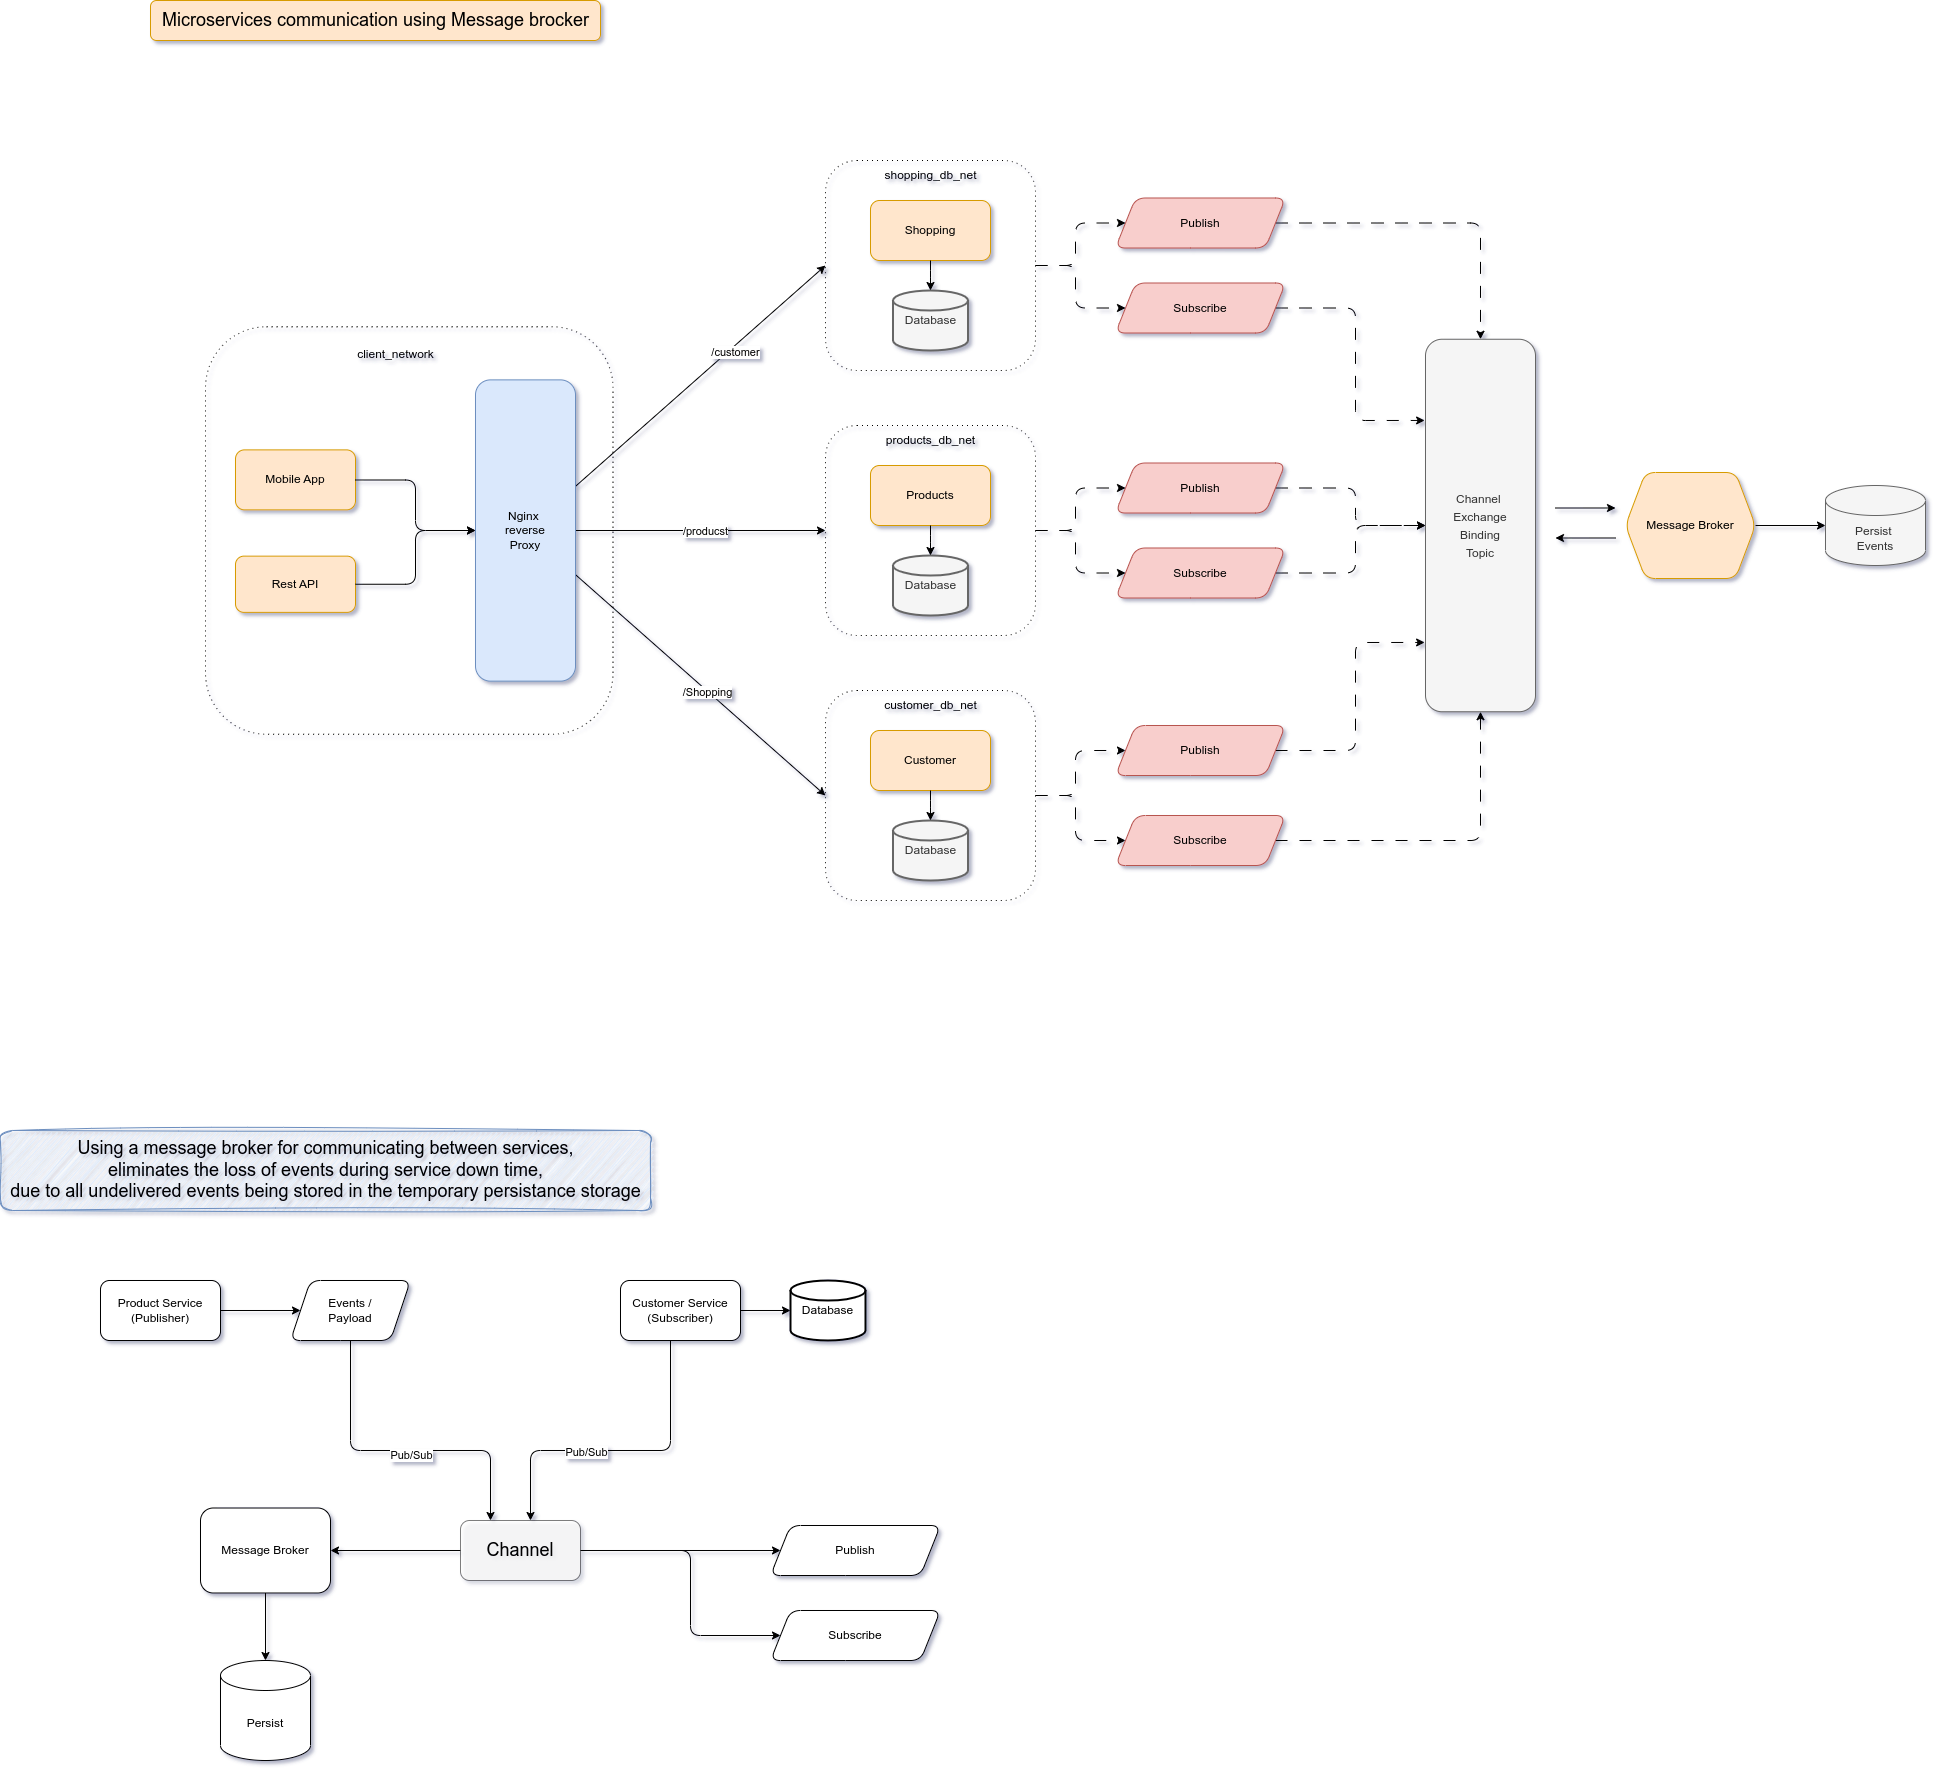 Microservices communication using Message brocker
shopping_db_net
Shopping
Database
Publish
Subscribe
client_network
Mobile App
Rest API
Nginx
reverse
Proxy
/customer
/producst
/Shopping
products_db_net
Products
Database
Publish
Subscribe
customer_db_net
Customer
Database
Publish
Subscribe
Channel
Exchange
Binding
Topic
Message Broker
Persist
Events
Using a message broker for communicating between services,
eliminates the loss of events during service down time,
due to all undelivered events being stored in the temporary persistance storage
Product Service
(Publisher)
Events /
Payload
Customer Service
(Subscriber)
Database
Pub/Sub
Pub/Sub
Message Broker
Channel
Publish
Subscribe
Persist